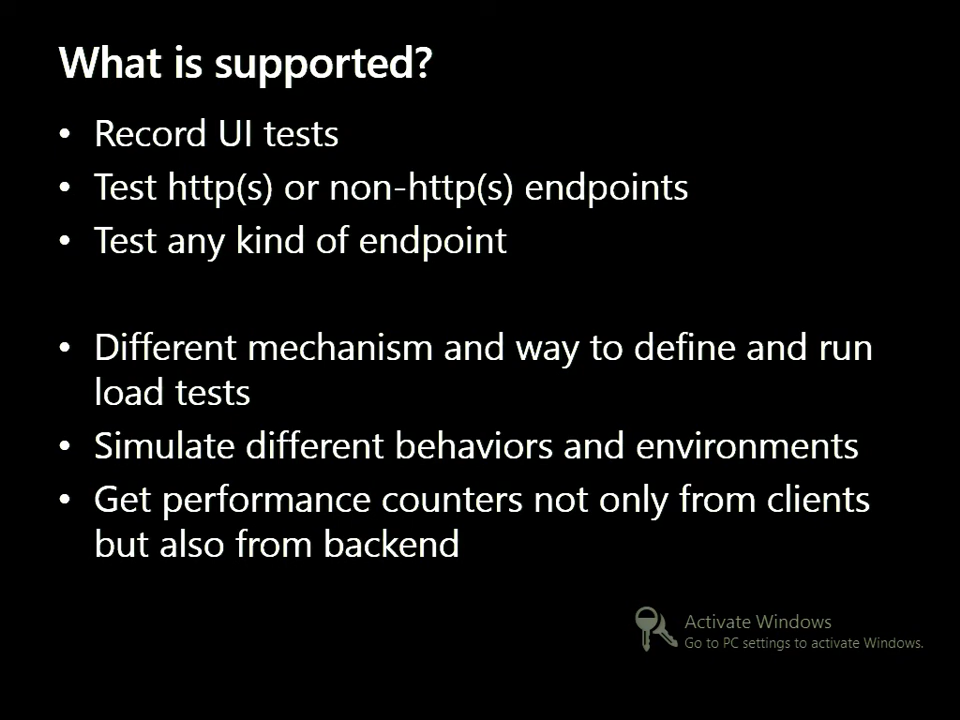 What is supported?
• Record UI tests
• Test http(s) or non-http(s) endpoints
• Test any kind of endpoint
• Different mechanism and way to define and run
load tests
• Simulate different behaviors and environments
• Get performance counters not only from clients
but also from backend
Activate Windows
Go to PC settings to activate Windows.